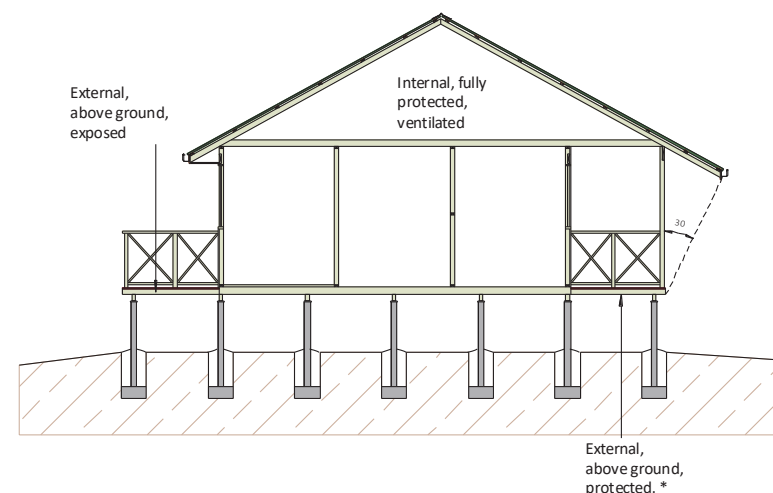 External,
above ground,
exposed
Internal, fully
protected,
ventilated
30
External,
above ground,
protected. *